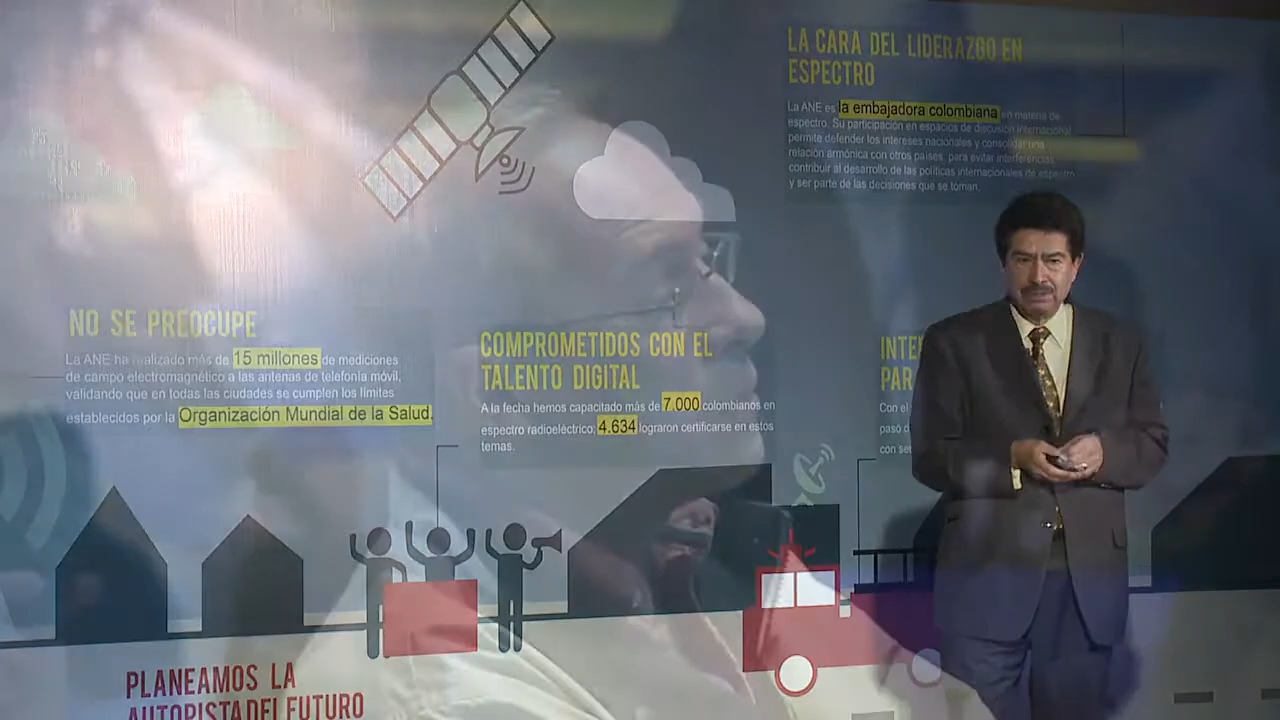 LA CARA DEL LIDERAZGO EN
ESPECTRO
La ANE es la embajadora colombiana en materia de
espectro. Su participación en espacios de discusión internacional
permite defender los intereses nacionales y consolidar una
relación armónica con otros países, para evitar interferencias
contribuir al desarrollo de las políticas internacionales de espectro
y ser parte de las decisiones que se toman.
NO SE PREOCUPE
La ANE ha realizado más de 15 millones de mediciones
de campo electromagnético a las antenas de telefonía móvil,
validando que en todas las ciudades se cumplen los límites
establecidos por la Organización Mundial de la Salud.
COMPROMETIDOS CON EL
TALENTO DIGITAL
A la fecha hemos capacitado más de 7.000 colombianos en
espectro radioeléctrico, 4.634 lograron certificarse en estos
temas.
INTE
PAR
Con el
pasó d
con se
PLANEAMOS LA
AUTOPISTA DEL FUTURO